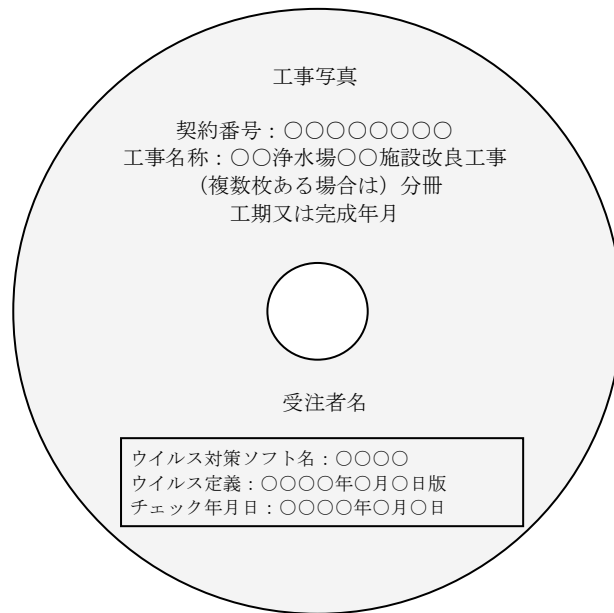 工事写真
契約番号：○○○○○○○○
工事名称：○○浄水場○○施設改良工事
（複数枚ある場合は）分冊
工期又は完成年月
受注者名
ウイルス対策ソフト名：○○○○
ウイルス定義：○○○○年○月○日版
チェック年月日：○○○○年○月○日